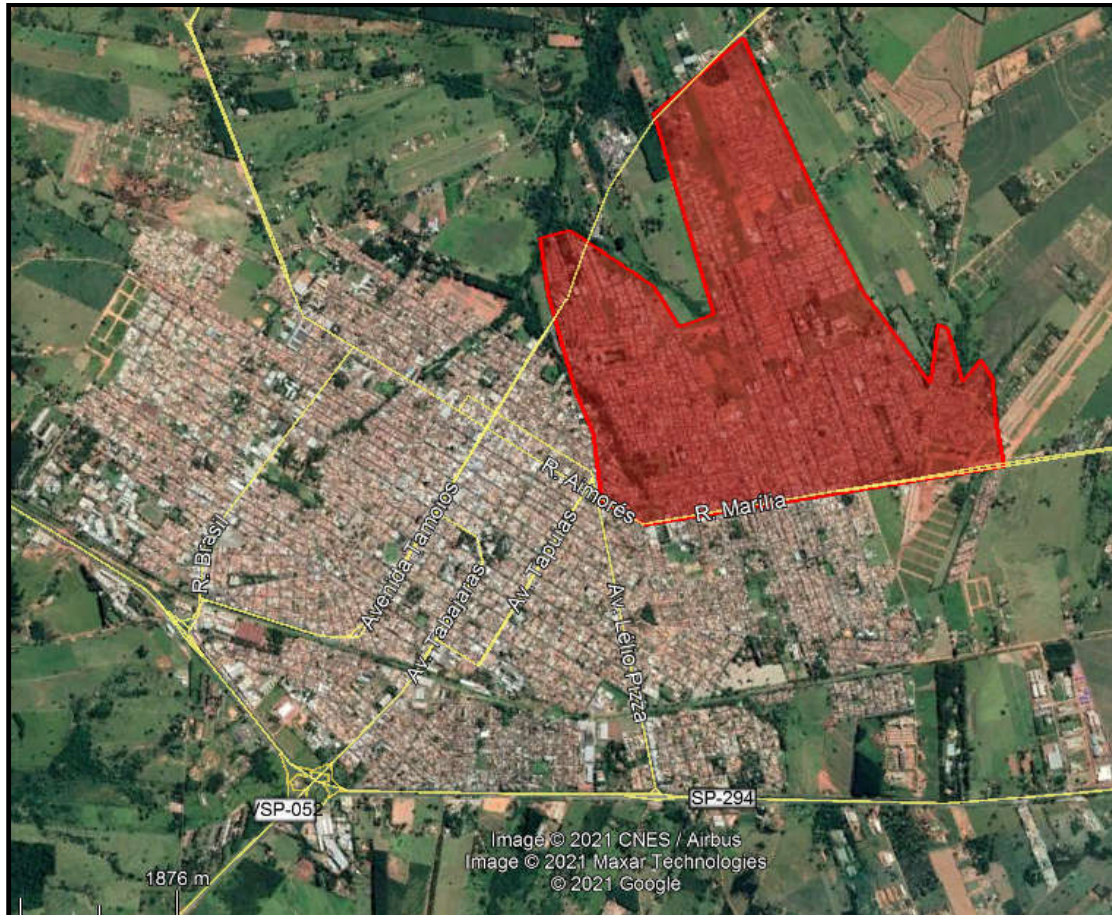 R. Aimorés
R. Marília
R. Brasil
Avenida Tamoios
Av. Tabajaras
Av. Tapuiás
Av. Lélio Pizza
SP-294
/SP-052
Image © 2021 CNES / Airbus
Image © 2021 Maxar Technologies
© 2021 Google
1876 m